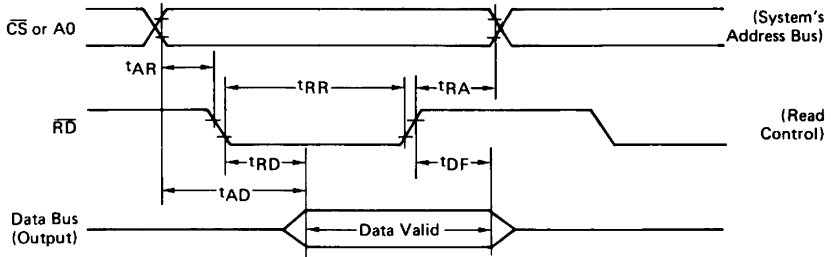 CS or A0
(System's
Address Bus)
tAR
tRR
tRA
RD
(Read
Control)
tRD
tDF
tAD
Data Bus
(Output)
Data Valid